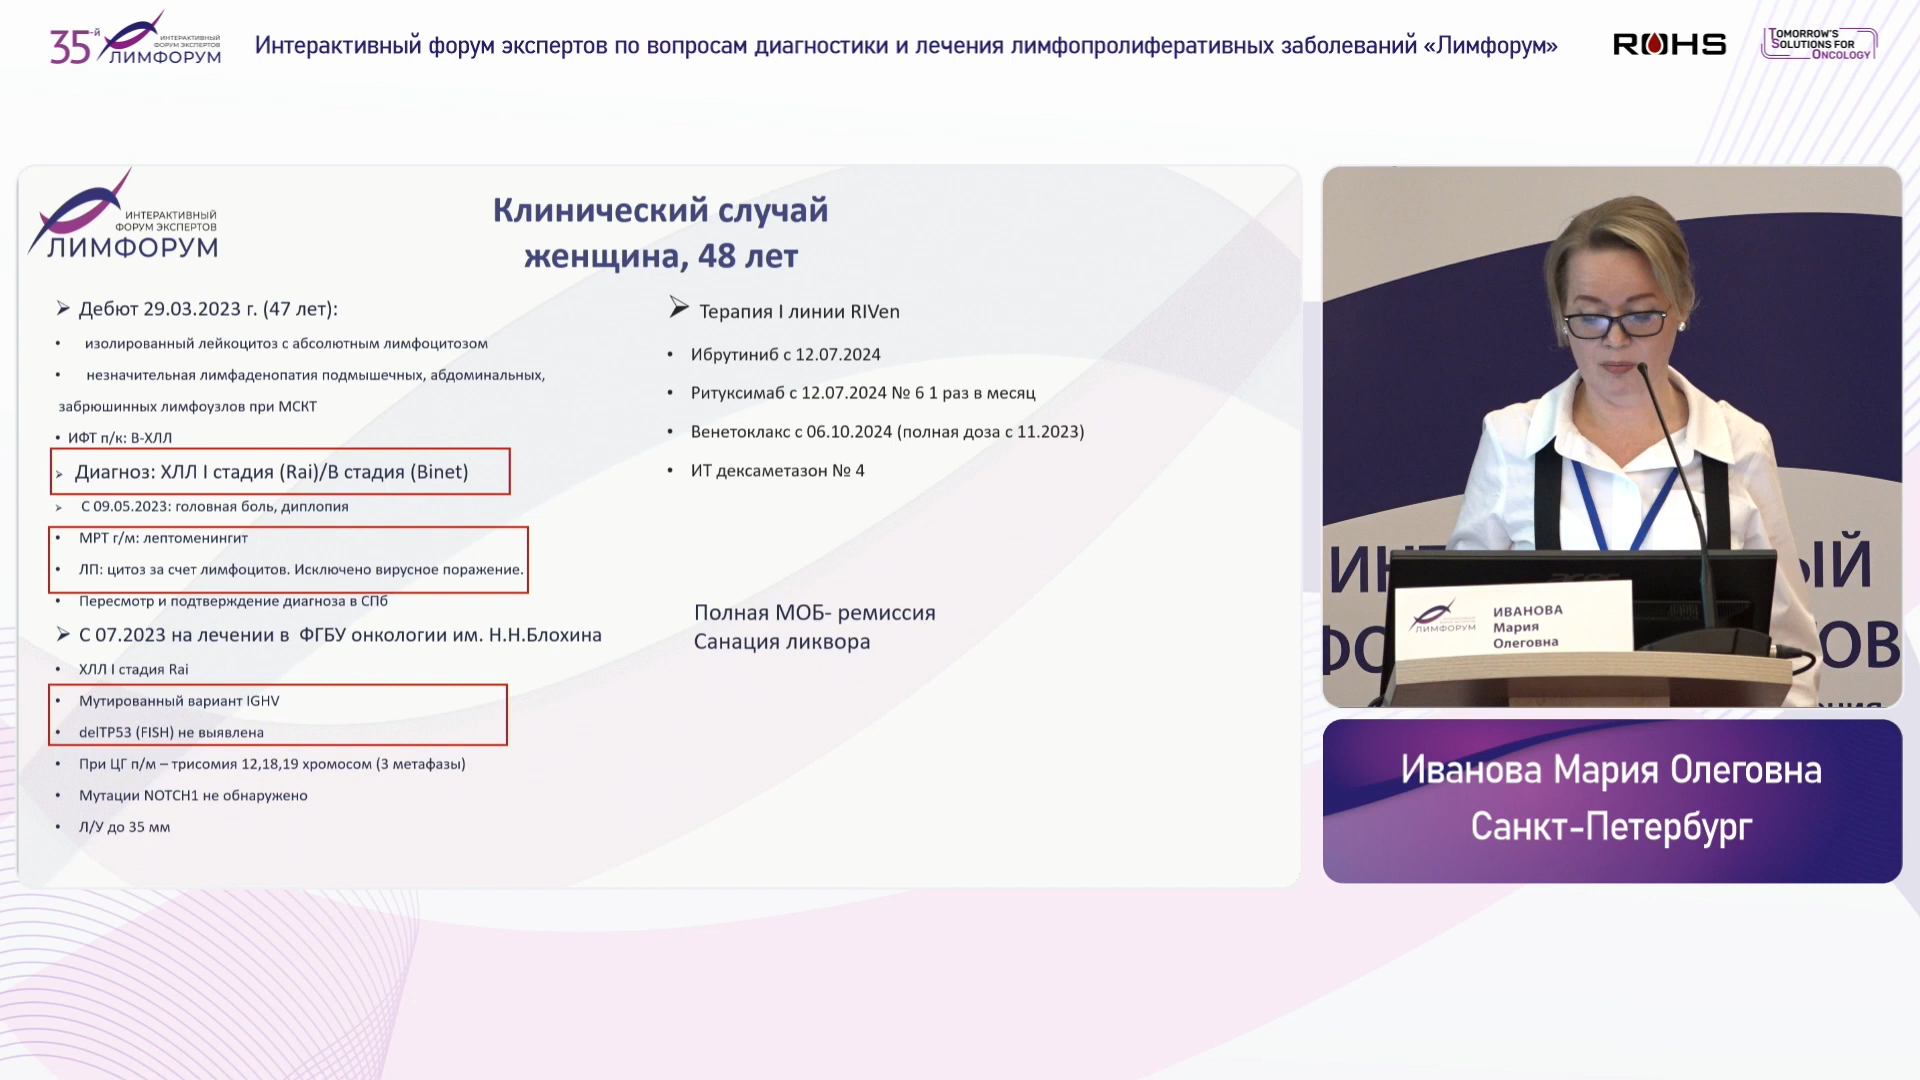 35-й
ИНТЕРАКТИВНЫЙ
ФОРУМ ЭКСПЕРТОВ
ЛИМФОРУМ
Интерактивный форум экспертов по вопросам диагностики и лечения лимфопролиферативных заболеваний «Лимфорум»
ROHS
TOMORROW'S
SOLUTIONS FOR
ONCOLOGY
ИНТЕРАКТИВНЫЙ
ФОРУМ ЭКСПЕРТОВ
ЛИМФОРУМ
Клинический случай
женщина, 48 лет
➢ Дебют 29.03.2023 г. (47 лет):
• изолированный лейкоцитоз с абсолютным лимфоцитозом
• незначительная лимфаденопатия подмышечных, абдоминальных,
забрюшинных лимфоузлов при МСКТ
• ИФТ п/к: В-ХЛЛ
➢ Диагноз: ХЛЛ I стадия (Rai)/В стадия (Binet)
➢ С 09.05.2023: головная боль, диплопия
• МРТ г/м: лептоменингит
• ЛП: цитоз за счет лимфоцитов. Исключено вирусное поражение.
• Пересмотр и подтверждение диагноза в СПб
➢ С 07.2023 на лечении в ФГБУ онкологии им. Н.Н.Блохина
• ХЛЛ I стадия Rai
• Мутированный вариант IGHV
• delTP53 (FISH) не выявлена
• При ЦГ п/м – трисомия 12,18,19 хромосом (3 метафазы)
• Мутации NOTCH1 не обнаружено
• Л/У до 35 мм
➢ Терапия I линии RIVen
• Ибрутиниб с 12.07.2024
• Ритуксимаб с 12.07.2024 № 6 1 раз в месяц
• Венетоклакс с 06.10.2024 (полная доза с 11.2023)
• ИТ дексаметазон № 4
Полная МОБ- ремиссия
Санация ликвора
ЛИМФОРУМ
ИВАНОВА
Мария
Олеговна
Иванова Мария Олеговна
Санкт-Петербург